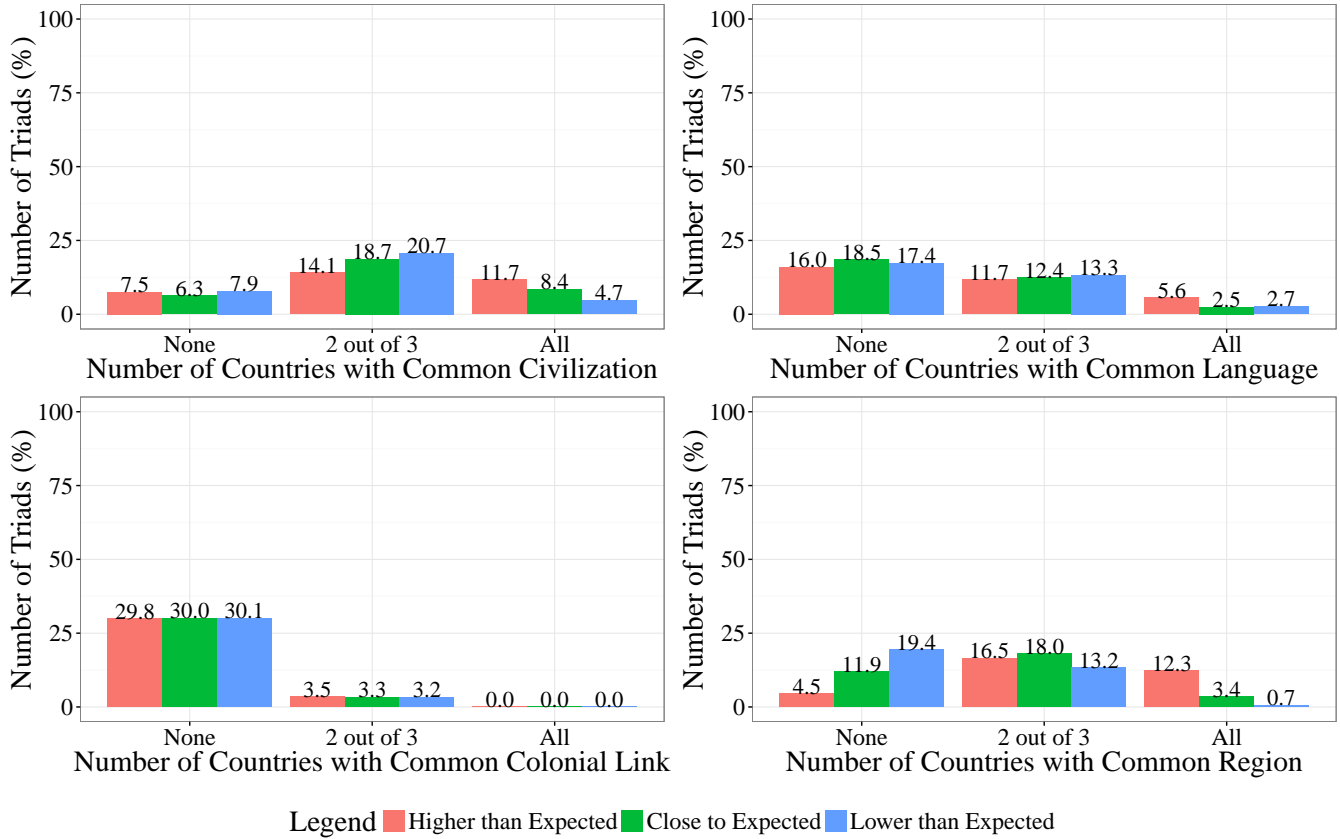 Number of Triads (%)
100
75
50
25
0
7.5 6.3 7.9
14.1 18.7 20.7
11.7 8.4 4.7
None 2 out of 3 All
Number of Countries with Common Civilization
Number of Triads (%)
100
75
50
25
0
16.0 18.5 17.4
11.7 12.4 13.3
5.6 2.5 2.7
None 2 out of 3 All
Number of Countries with Common Language
Number of Triads (%)
100
75
50
25
0
29.8 30.0 30.1
3.5 3.3 3.2
0.0 0.0 0.0
None 2 out of 3 All
Number of Countries with Common Colonial Link
Number of Triads (%)
100
75
50
25
0
4.5 11.9 19.4
16.5 18.0 13.2
12.3 3.4 0.7
None 2 out of 3 All
Number of Countries with Common Region
Legend Higher than Expected Close to Expected Lower than Expected